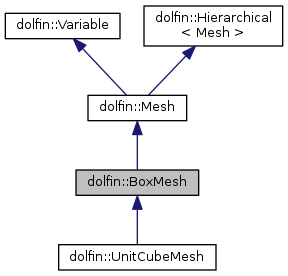 dolfin::Variable
dolfin::Hierarchical
< Mesh >
dolfin::Mesh
dolfin::BoxMesh
dolfin::UnitCubeMesh